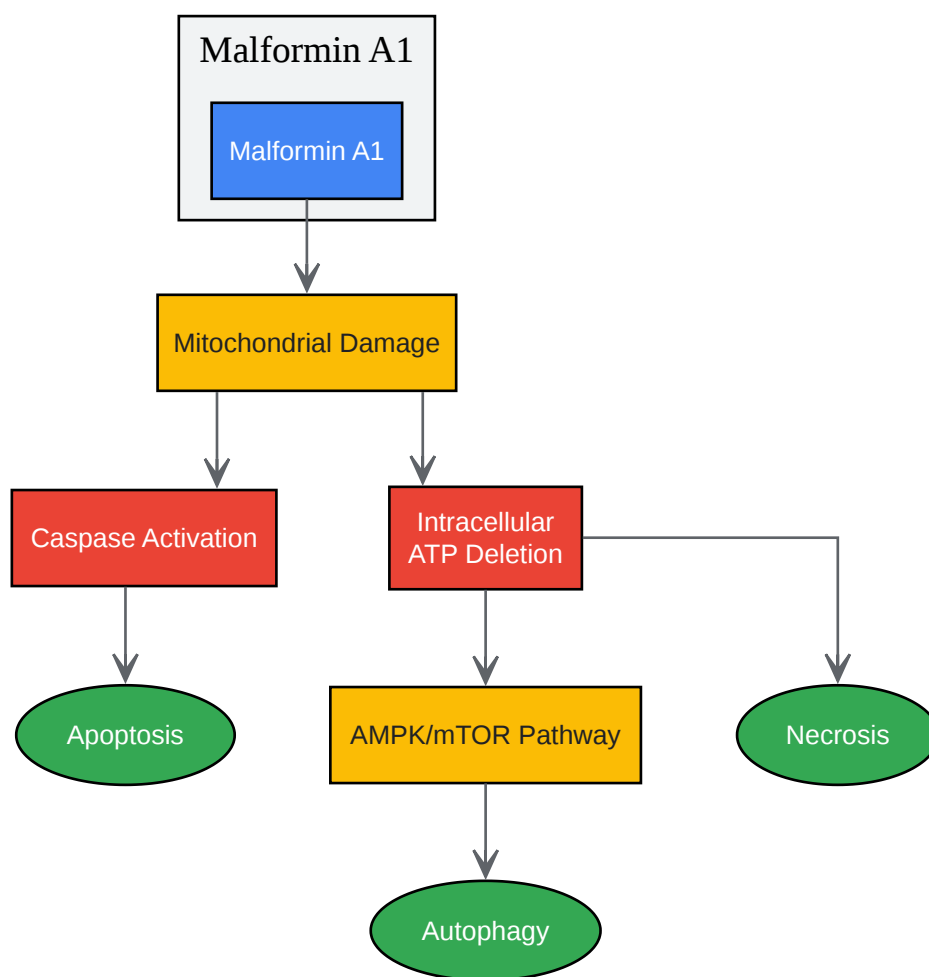 Malformin A1
Malformin A1
Mitochondrial Damage
Caspase Activation
Intracellular
ATP Deletion
Apoptosis
AMPK/mTOR Pathway
Necrosis
Autophagy